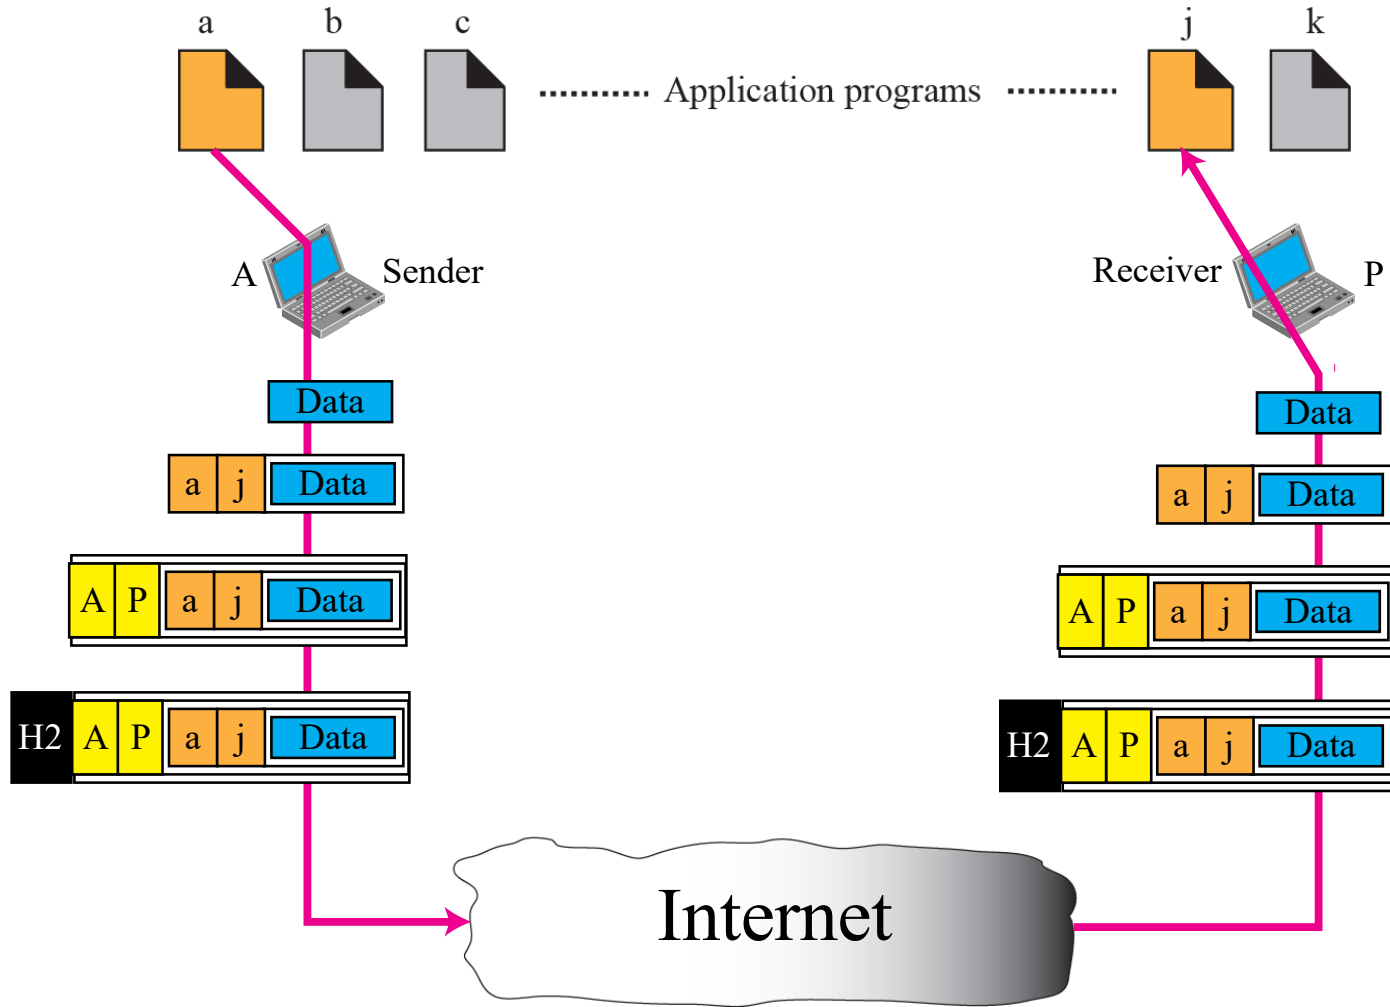 a b c j k
Application programs
A Sender Receiver P
Data Data
a j Data a j Data
A P a j Data A P a j Data
H2 A P a j Data H2 A P a j Data
Internet